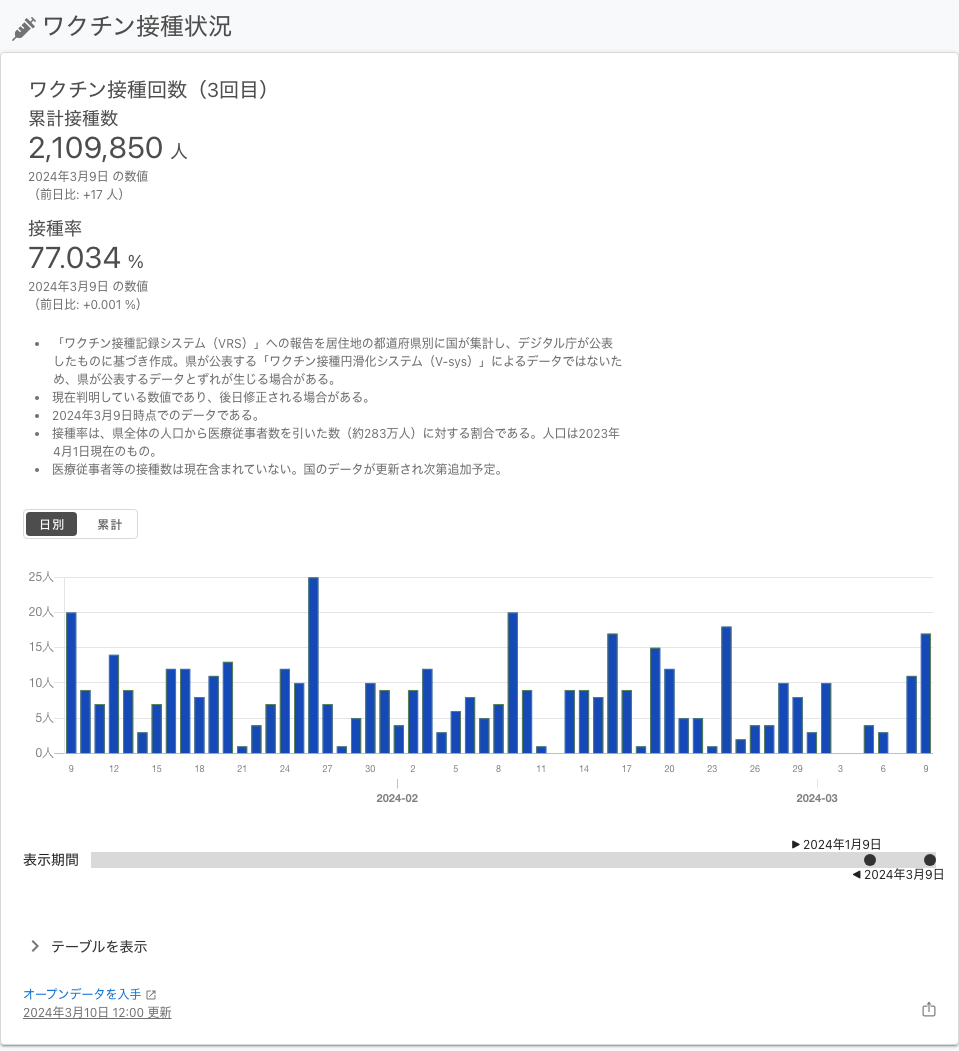 ワクチン接種状況
ワクチン接種回数（3回目）
累計接種数
2,109,850 人
2024年3月9日 の数値
（前日比: +17 人）
接種率
77.034 %
2024年3月9日 の数値
（前日比: +0.001 %）
• 「ワクチン接種記録システム（VRS）」への報告を居住地の都道府県別に国が集計し、デジタル庁が公表
したものに基づき作成。県が公表する「ワクチン接種円滑化システム（V-sys）」によるデータではないた
め、県が公表するデータとずれが生じる場合がある。
• 現在判明している数値であり、後日修正される場合がある。
• 2024年3月9日時点でのデータである。
• 接種率は、県全体の人口から医療従事者数を引いた数（約283万人）に対する割合である。人口は2023年
4月1日現在のもの。
• 医療従事者等の接種数は現在含まれていない。国のデータが更新され次第追加予定。
日別 累計
25人
20人
15人
10人
5人
0人
9 12 15 18 21 24 27 30 2 5 8 11 14 17 20 23 26 29 3 6 9
2024-02 2024-03
▶ 2024年1月9日
表示期間
◀ 2024年3月9日
テーブルを表示
オープンデータを入手
2024年3月10日 12:00 更新